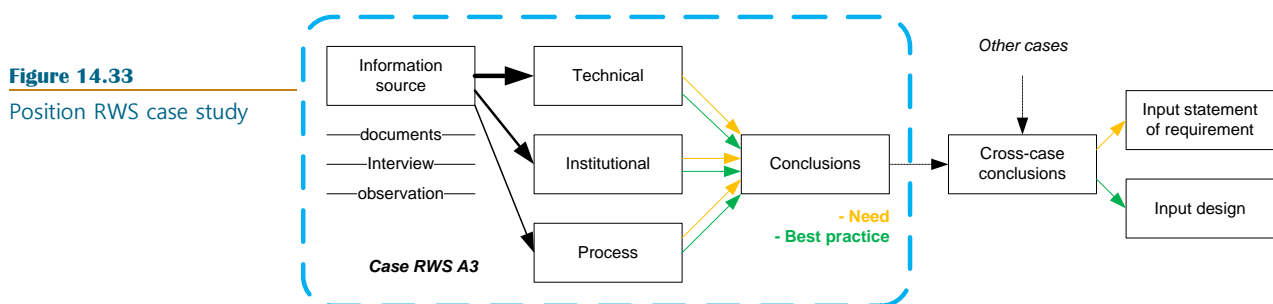 Figure 14.33
Position RWS case study
Information
source
documents
Interview
observation
Case RWS A3
Technical
Institutional
Process
Conclusions
- Need
- Best practice
Other cases
Cross-case
conclusions
Input statement
of requirement
Input design